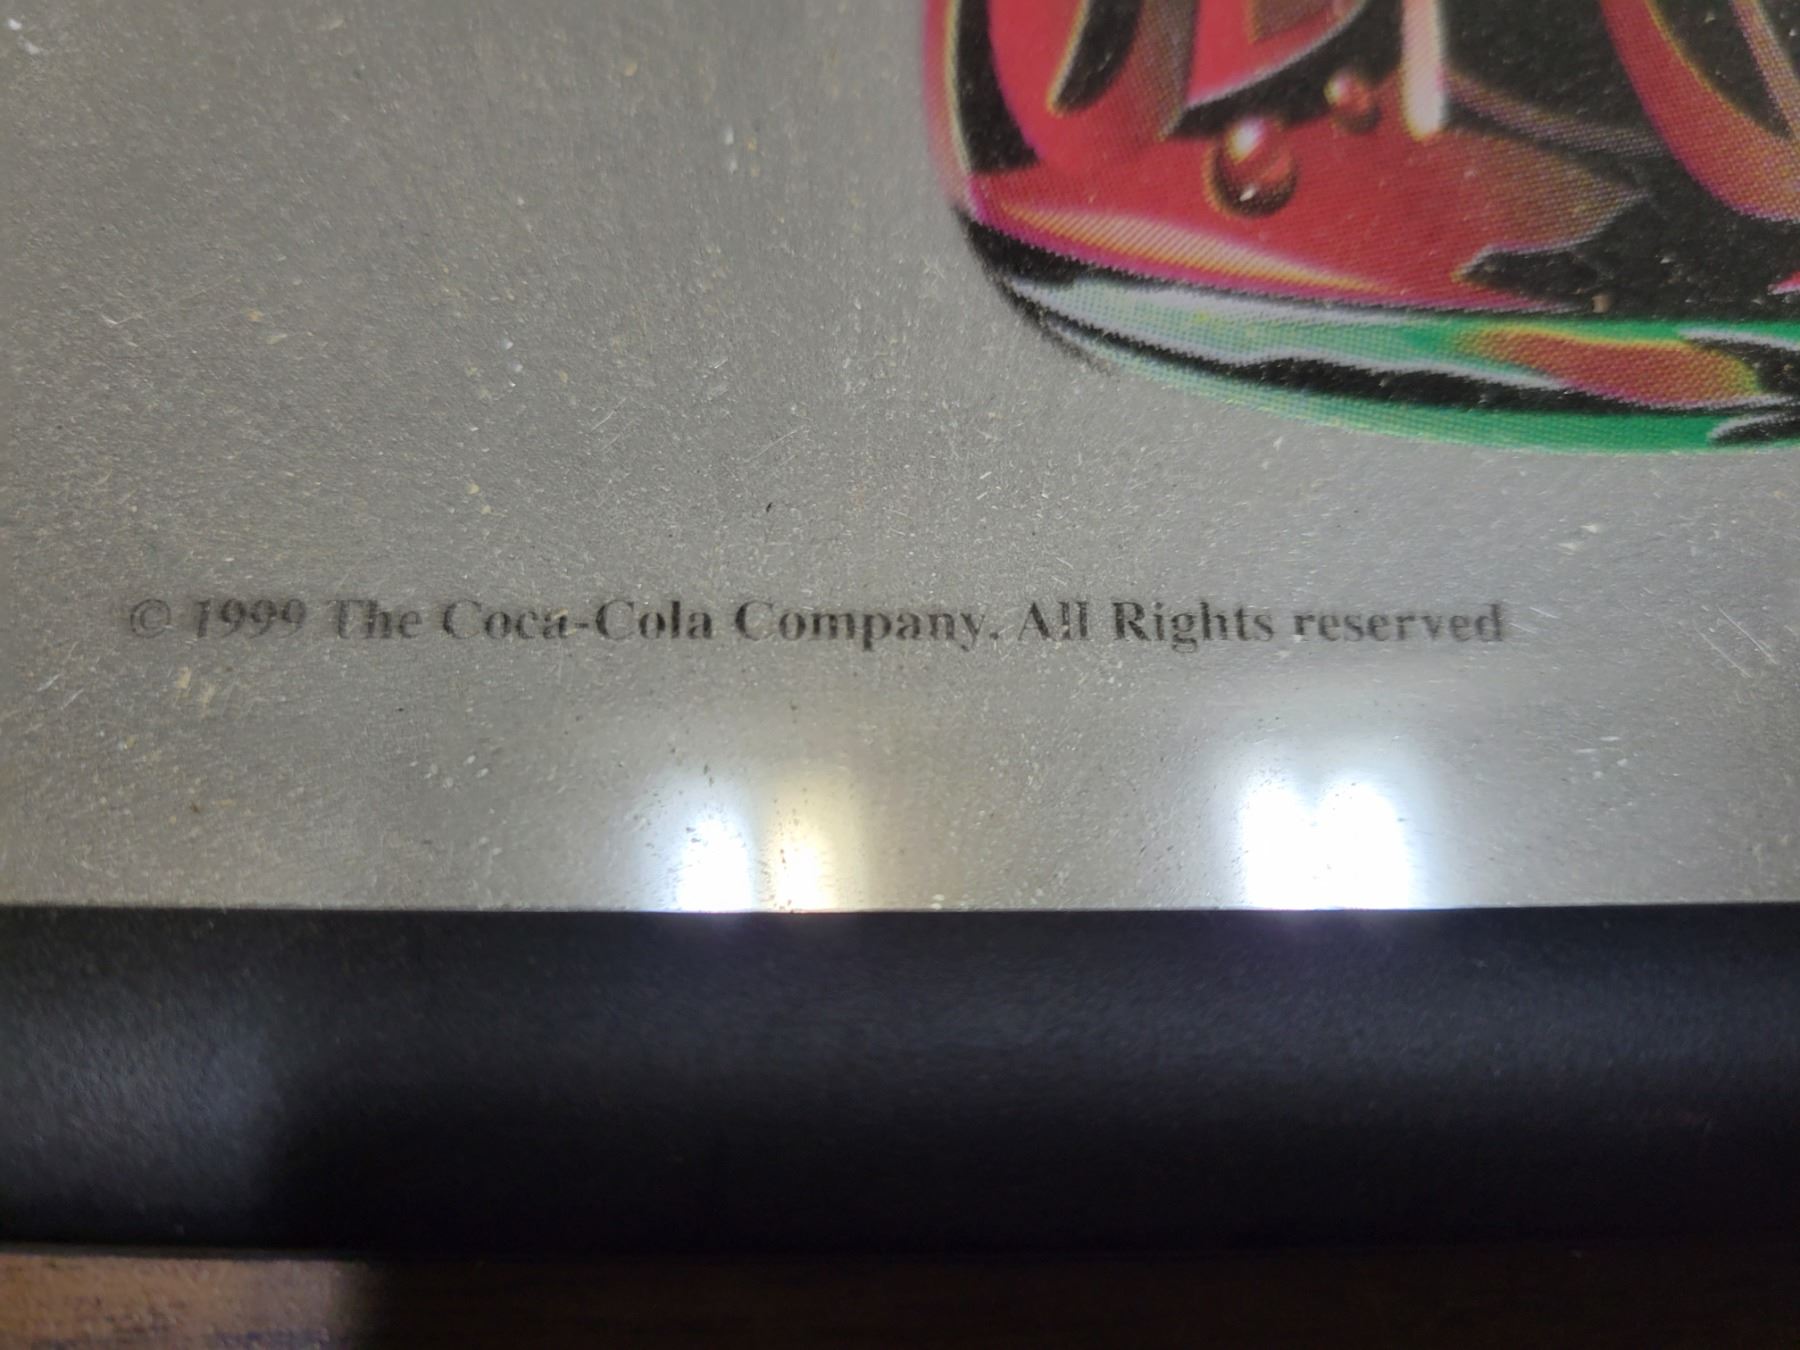 © 1999 The Coca-Cola Company. All Rights reserved